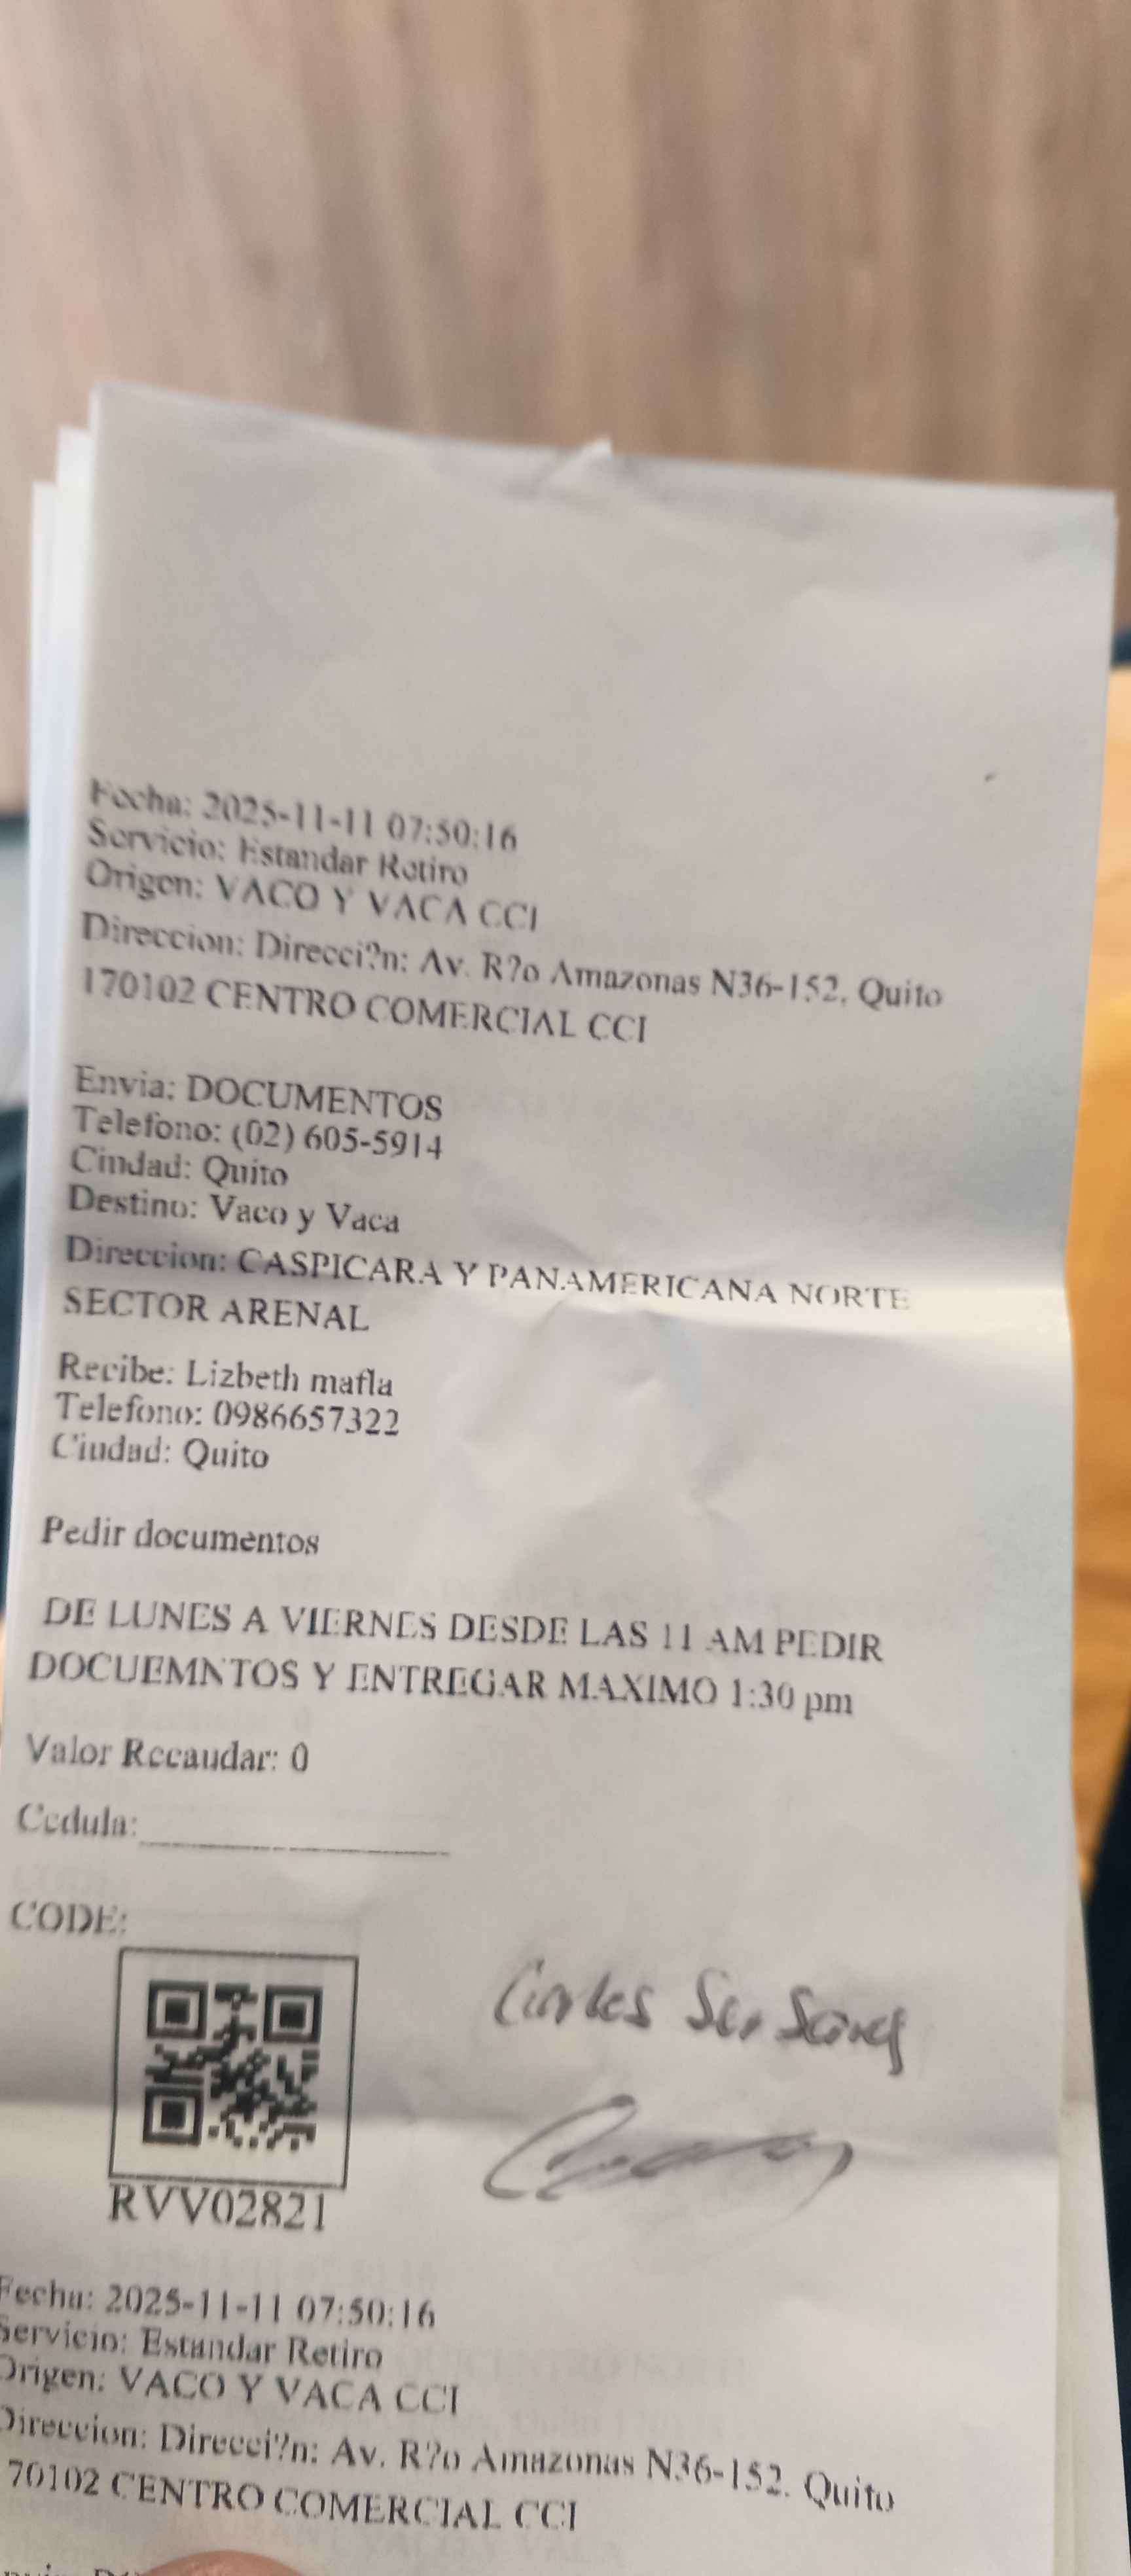 Fecha: 2025-11-11 07:50:16
Servicio: Estandar Retiro
Origen: VACO Y VACA CCI
Direccion: Direcci?n: Av. R?o Amazonas N36-152, Quito
170102 CENTRO COMERCIAL CCI
Envia: DOCUMENTOS
Telefono: (02) 605-5914
Ciudad: Quito
Destino: Vaco y Vaca
Direccion: CASPICARA Y PANAMERICANA NORTE
SECTOR ARENAL
Recibe: Lizbeth mafla
Telefono: 0986657322
Ciudad: Quito
Pedir documentos
DE LUNES A VIERNES DESDE LAS 11 AM PEDIR
DOCUEMNTOS Y ENTREGAR MAXIMO 1:30 pm
Valor Recaudar: 0
Cedula:
CODE:
Carlos
RVV02821
Fecha: 2025-11-11 07:50:16
Servicio: Estandar Retiro
Origen: VACO Y VACA CCI
Direccion: Direcci?n: Av. R?o Amazonas N36-152, Quito
70102 CENTRO COMERCIAL CCI